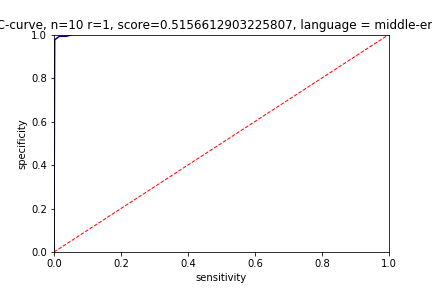 C-curve, n=10 r=1, score=0.5156612903225807, language = middle-er
1.0
0.8
0.6
0.4
0.2
0.0
specificity
0.0 0.2 0.4 0.6 0.8 1.0
sensitivity